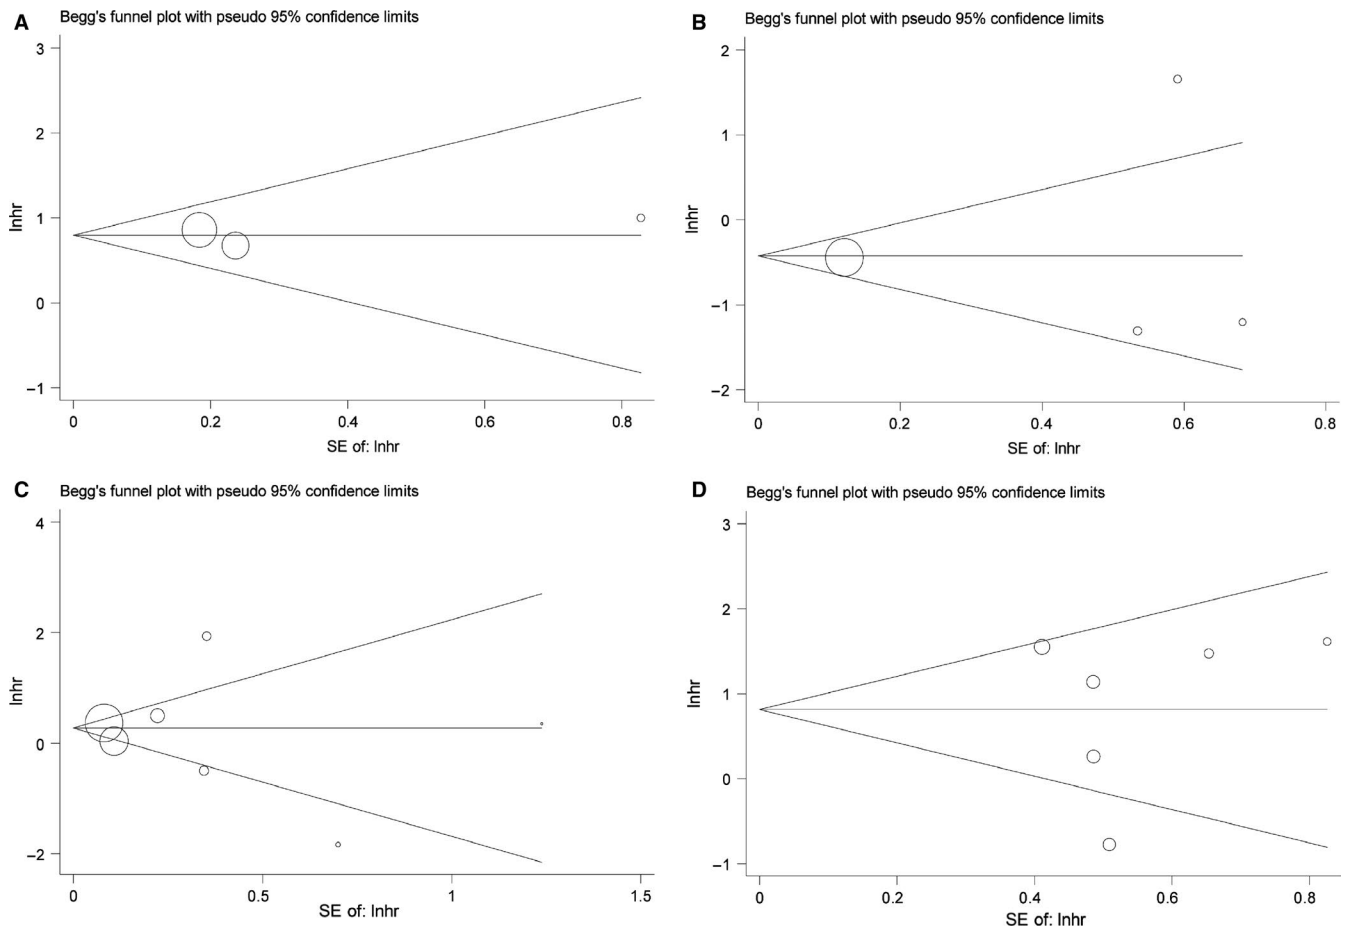 A Begg's funnel plot with pseudo 95% confidence limits
3
2
1
0
−1
lnhr
0 0.2 0.4 0.6 0.8
SE of: lnhr
B Begg's funnel plot with pseudo 95% confidence limits
2
1
0
−1
−2
lnhr
0 0.2 0.4 0.6 0.8
SE of: lnhr
C Begg's funnel plot with pseudo 95% confidence limits
4
2
0
−2
lnhr
0 0.5 1 1.5
SE of: lnhr
D Begg's funnel plot with pseudo 95% confidence limits
3
2
1
0
−1
lnhr
0 0.2 0.4 0.6 0.8
SE of: lnhr